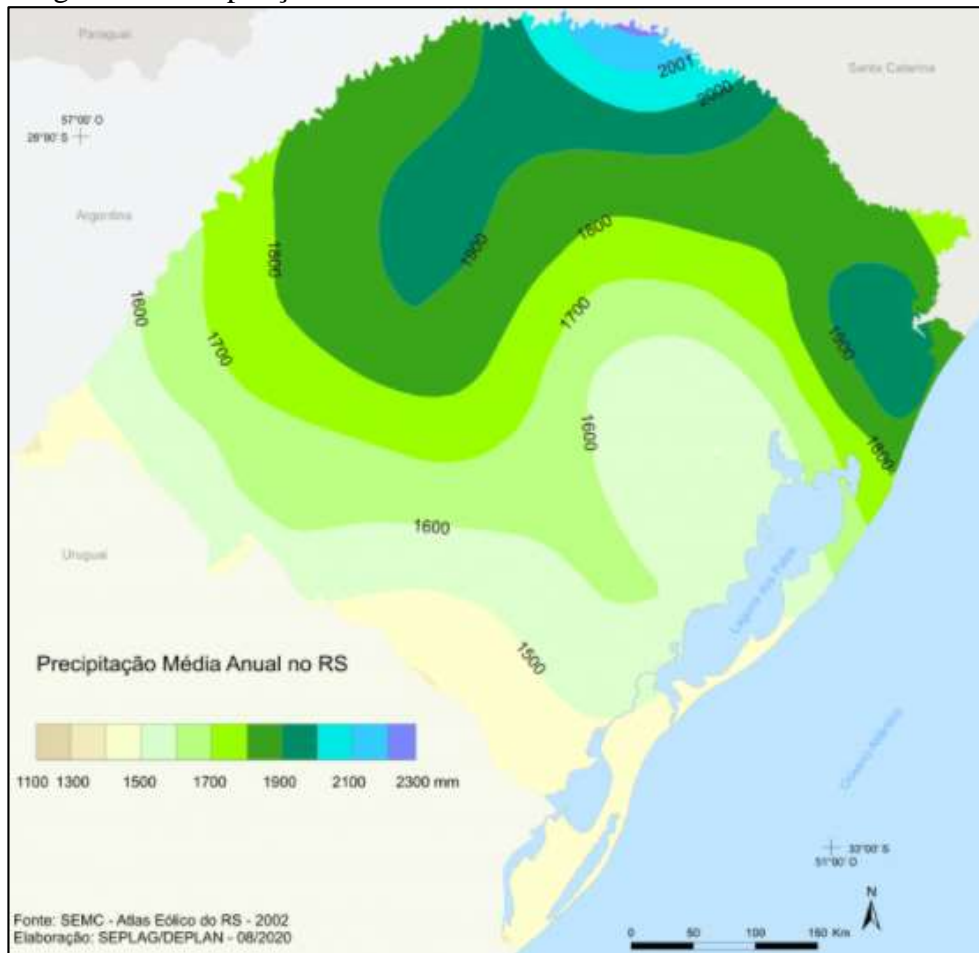 Paraguai
Santa Catarina
2001
2000
57°00' O
28°00' S
Argentina
1800
1900
1800
1700
1600
1700
1900
1600
1800
1600
Uruguai
Laguna dos Patos
1500
Precipitação Média Anual no RS
1100 1300 1500 1700 1900 2100 2300 mm
Oceano Atlântico
33°00' S
51°00' O
N
Fonte: SEMC - Atlas Eólico do RS - 2002
Elaboração: SEPLAG/DEPLAN - 08/2020
0 50 100 150 Km